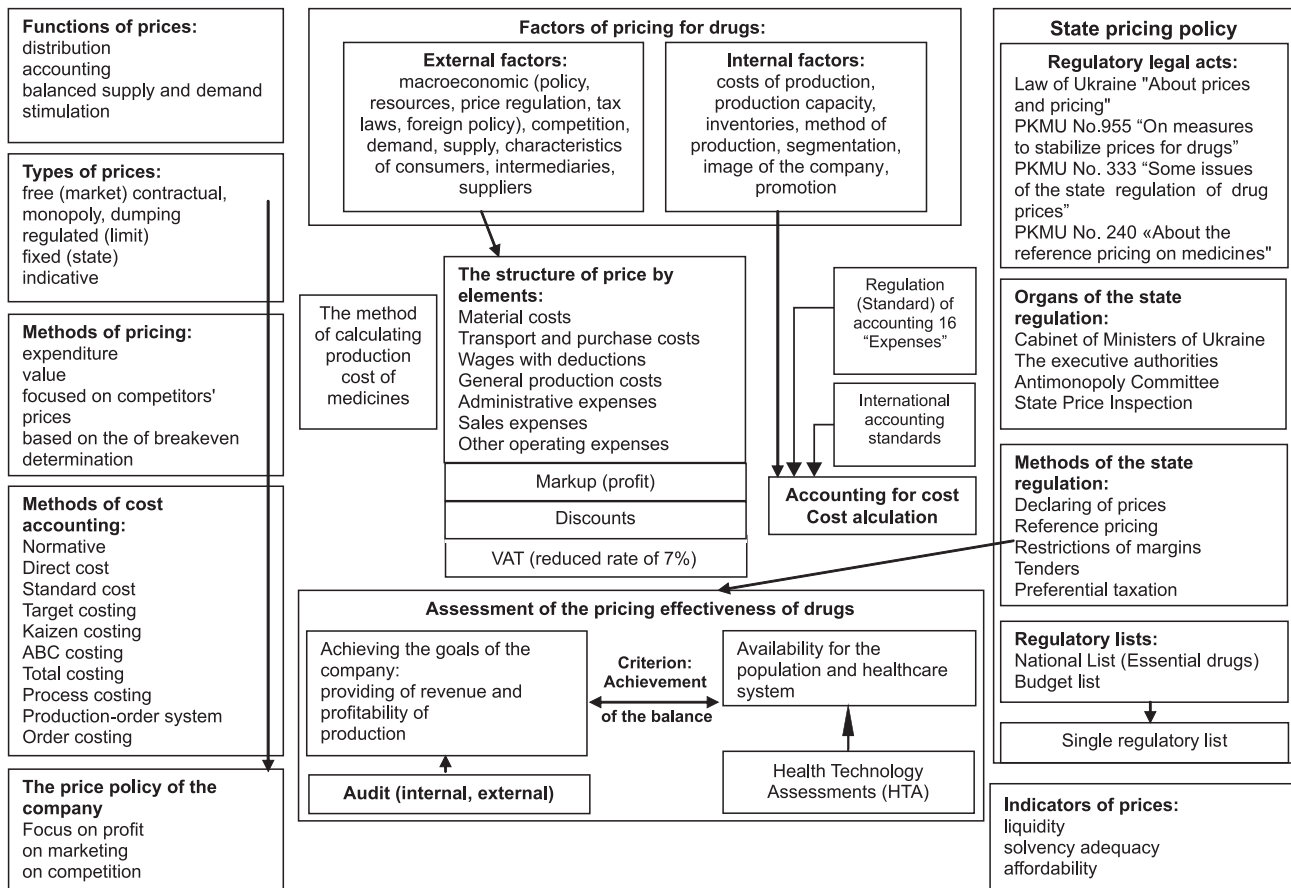 Functions of prices:
distribution
accounting
balanced supply and demand
stimulation
Types of prices:
free (market) contractual,
monopoly, dumping
regulated (limit)
fixed (state)
indicative
Methods of pricing:
expenditure
value
focused on competitors'
prices
based on the of breakeven
determination
Methods of cost
accounting:
Normative
Direct cost
Standard cost
Target costing
Kaizen costing
ABC costing
Total costing
Process costing
Production-order system
Order costing
The price policy of the
company
Focus on profit
on marketing
on competition
Factors of pricing for drugs:
External factors:
macroeconomic (policy,
resources, price regulation, tax
laws, foreign policy), competition,
demand, supply, characteristics
of consumers, intermediaries,
suppliers
Internal factors:
costs of production,
production capacity,
inventories, method of
production, segmentation,
image of the company,
promotion
The method
of calculating
production
cost of
medicines
The structure of price by
elements:
Material costs
Transport and purchase costs
Wages with deductions
General production costs
Administrative expenses
Sales expenses
Other operating expenses
Markup (profit)
Discounts
VAT (reduced rate of 7%)
Regulation
(Standard) of
accounting 16
“Expenses”
International
accounting
standards
Accounting for cost
Cost alculation
Assessment of the pricing effectiveness of drugs
Achieving the goals of the
company:
providing of revenue and
profitability of
production
Criterion:
Achievement
of the balance
Availability for the
population and healthcare
system
Audit (internal, external)
Health Technology
Assessments (HTA)
State pricing policy
Regulatory legal acts:
Law of Ukraine "About prices
and pricing"
PKMU No.955 “On measures
to stabilize prices for drugs”
PKMU No. 333 “Some issues
of the state regulation of drug
prices”
PKMU No. 240 «About the
reference pricing on medicines"
Organs of the state
regulation:
Cabinet of Ministers of Ukraine
The executive authorities
Antimonopoly Committee
State Price Inspection
Methods of the state
regulation:
Declaring of prices
Reference pricing
Restrictions of margins
Tenders
Preferential taxation
Regulatory lists:
National List (Essential drugs)
Budget list
Single regulatory list
Indicators of prices:
liquidity
solvency adequacy
affordability